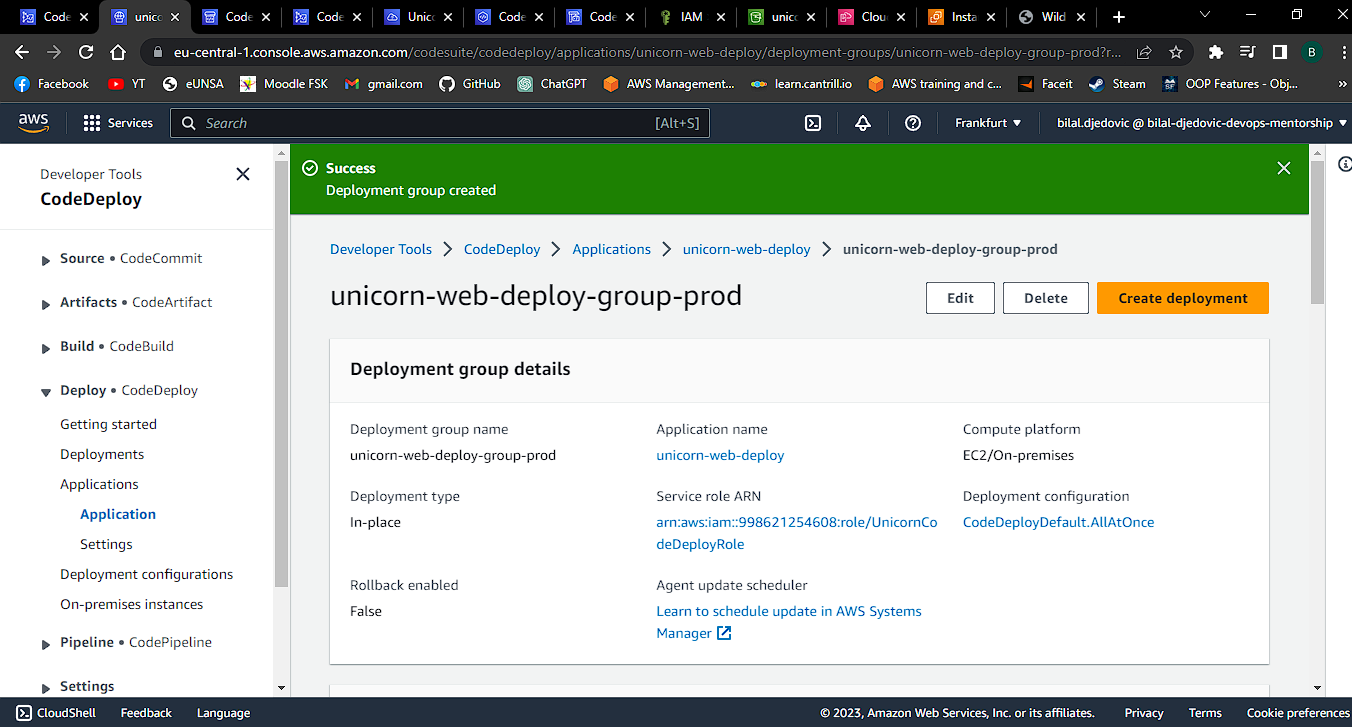 Code
unico
Code
Code
Unico
Code
Code
IAM
unico
Clou
Insta
Wild
eu-central-1.console.aws.amazon.com/codesuite/codedeploy/applications/unicorn-web-deploy/deployment-groups/unicorn-web-deploy-group-prod?r...
B
Facebook
YT
eUNSA
Moodle FSK
gmail.com
GitHub
ChatGPT
AWS Management...
learn.cantrill.io
AWS training and c...
Faceit
Steam
OOP Features - Obj...
»
aws
Services
Search
[Alt+S]
Frankfurt
bilal.djedovic @ bilal-djedovic-devops-mentorship
Developer Tools
CodeDeploy
Source • CodeCommit
Artifacts • CodeArtifact
Build • CodeBuild
Deploy • CodeDeploy
Getting started
Deployments
Applications
Application
Settings
Deployment configurations
On-premises instances
Pipeline • CodePipeline
Settings
Success
Deployment group created
Developer Tools > CodeDeploy > Applications > unicorn-web-deploy > unicorn-web-deploy-group-prod
unicorn-web-deploy-group-prod
Edit
Delete
Create deployment
Deployment group details
Deployment group name
unicorn-web-deploy-group-prod
Application name
unicorn-web-deploy
Compute platform
EC2/On-premises
Deployment type
In-place
Service role ARN
arn:aws:iam::998621254608:role/UnicornCo
deDeployRole
Deployment configuration
CodeDeployDefault.AllAtOnce
Rollback enabled
False
Agent update scheduler
Learn to schedule update in AWS Systems
Manager
CloudShell
Feedback
Language
© 2023, Amazon Web Services, Inc. or its affiliates.
Privacy
Terms
Cookie preferences